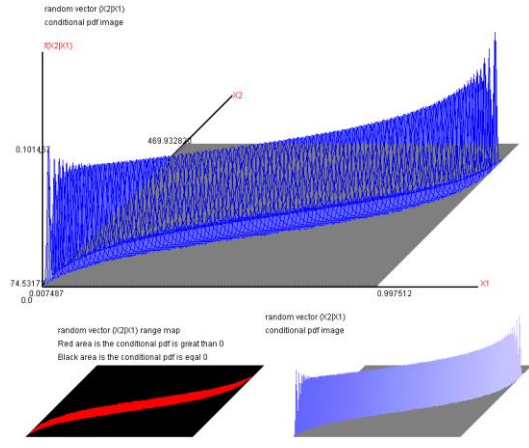 random vector (X2|X1)
conditional pdf image
f(X2|X1)
X2
469.932820
0.101437
74.5317
0.007487
0.0
0.997512
X1
random vector (X2|X1) range map
Red area is the conditional pdf is great than 0
Black area is the conditional pdf is eqal 0
random vector (X2|X1)
conditional pdf image